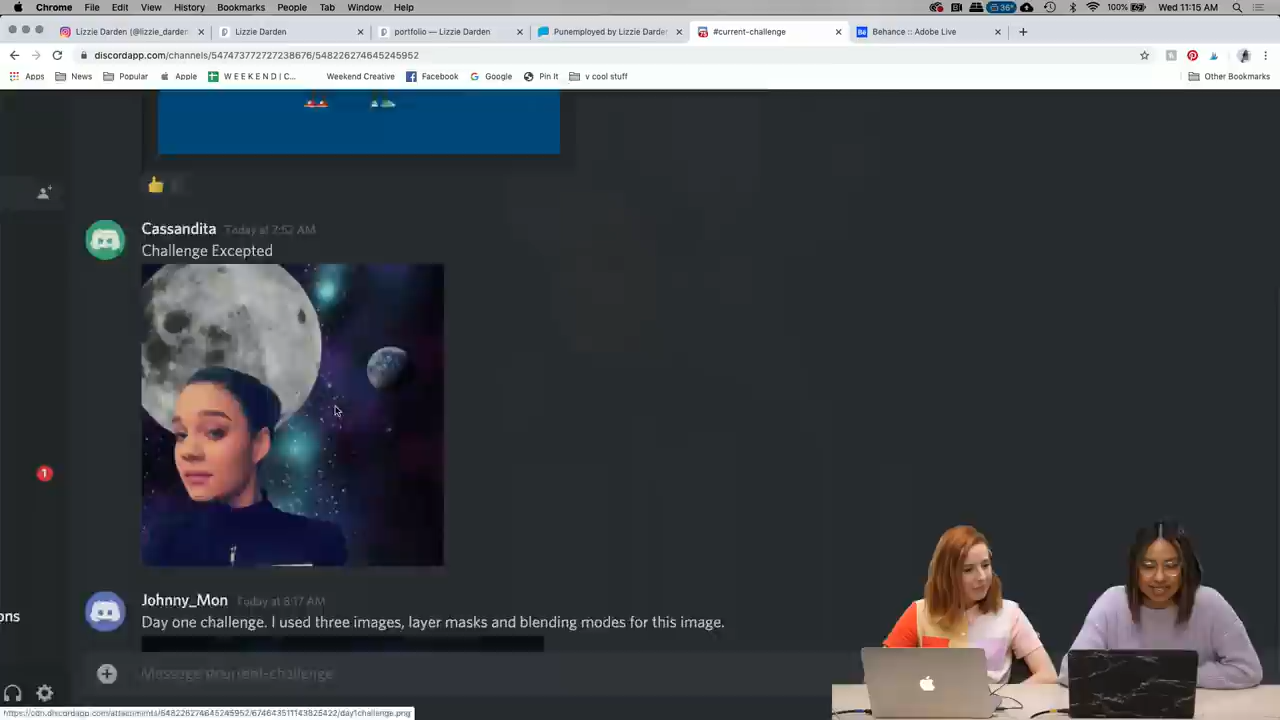 Chrome File Edit View History Bookmarks People Tab Window Help 36° 100% Wed 11:15 AM
Lizzie Darden (@lizzie_darden × Lizzie Darden × portfolio — Lizzie Darden × Punemployed by Lizzie Darden × #current-challenge × Behance :: Adobe Live × +
discordapp.com/channels/547473772727238676/548226274645245952
Apps News Popular Apple W E E K E N D | C... Weekend Creative Facebook Google Pin It v cool stuff Other Bookmarks
Cassandita Today at 7:52 AM
Challenge Excepted
1
Johnny_Mon Today at 8:17 AM
ons
Day one challenge. I used three images, layer masks and blending modes for this image.
Message #current-challenge
https://cdn.discordapp.com/attachments/548226274645245952/674643511143825422/day1challenge.png